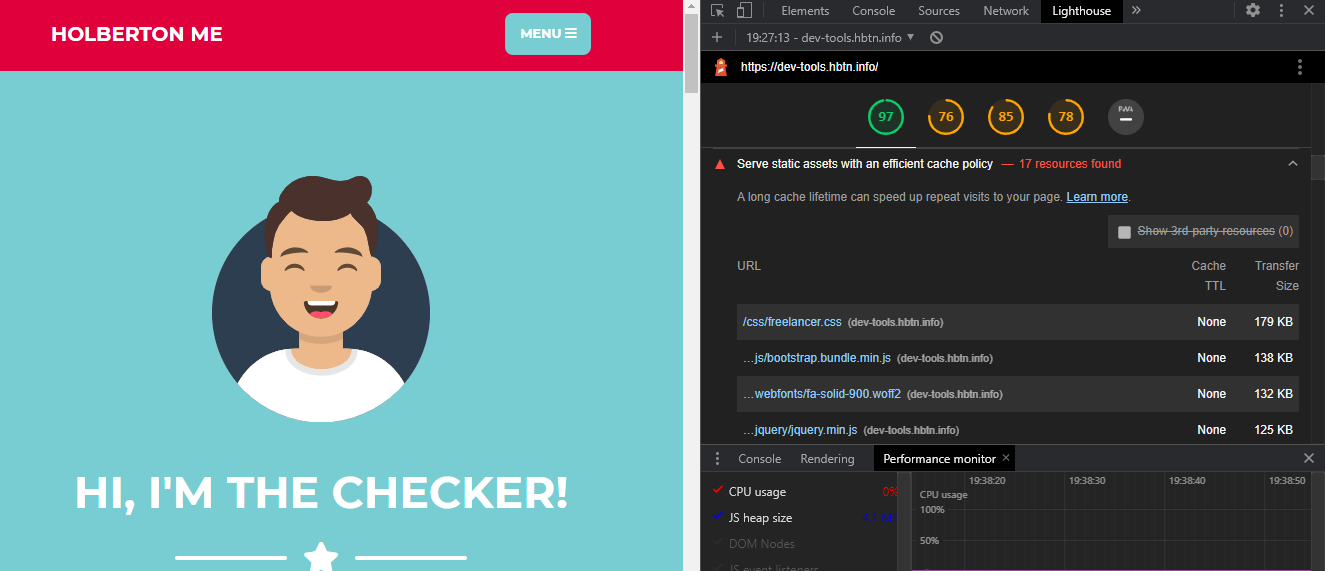 HOLBERTON ME
MENU
HI, I'M THE CHECKER!
Elements Console Sources Network Lighthouse
19:27:13 - dev-tools.hbtn.info
https://dev-tools.hbtn.info/
97 76 85 78 PWA
Serve static assets with an efficient cache policy — 17 resources found
A long cache lifetime can speed up repeat visits to your page. Learn more.
Show 3rd-party resources (0)
URL Cache TTL Transfer Size
/css/freelancer.css (dev-tools.hbtn.info) None 179 KB
…js/bootstrap.bundle.min.js (dev-tools.hbtn.info) None 138 KB
…webfonts/fa-solid-900.woff2 (dev-tools.hbtn.info) None 132 KB
…jquery/jquery.min.js (dev-tools.hbtn.info) None 125 KB
Console Rendering Performance monitor
19:38:20 19:38:30 19:38:40 19:38:50
CPU usage 0%
JS heap size
DOM Nodes
JS event listeners
CPU usage
100%
50%